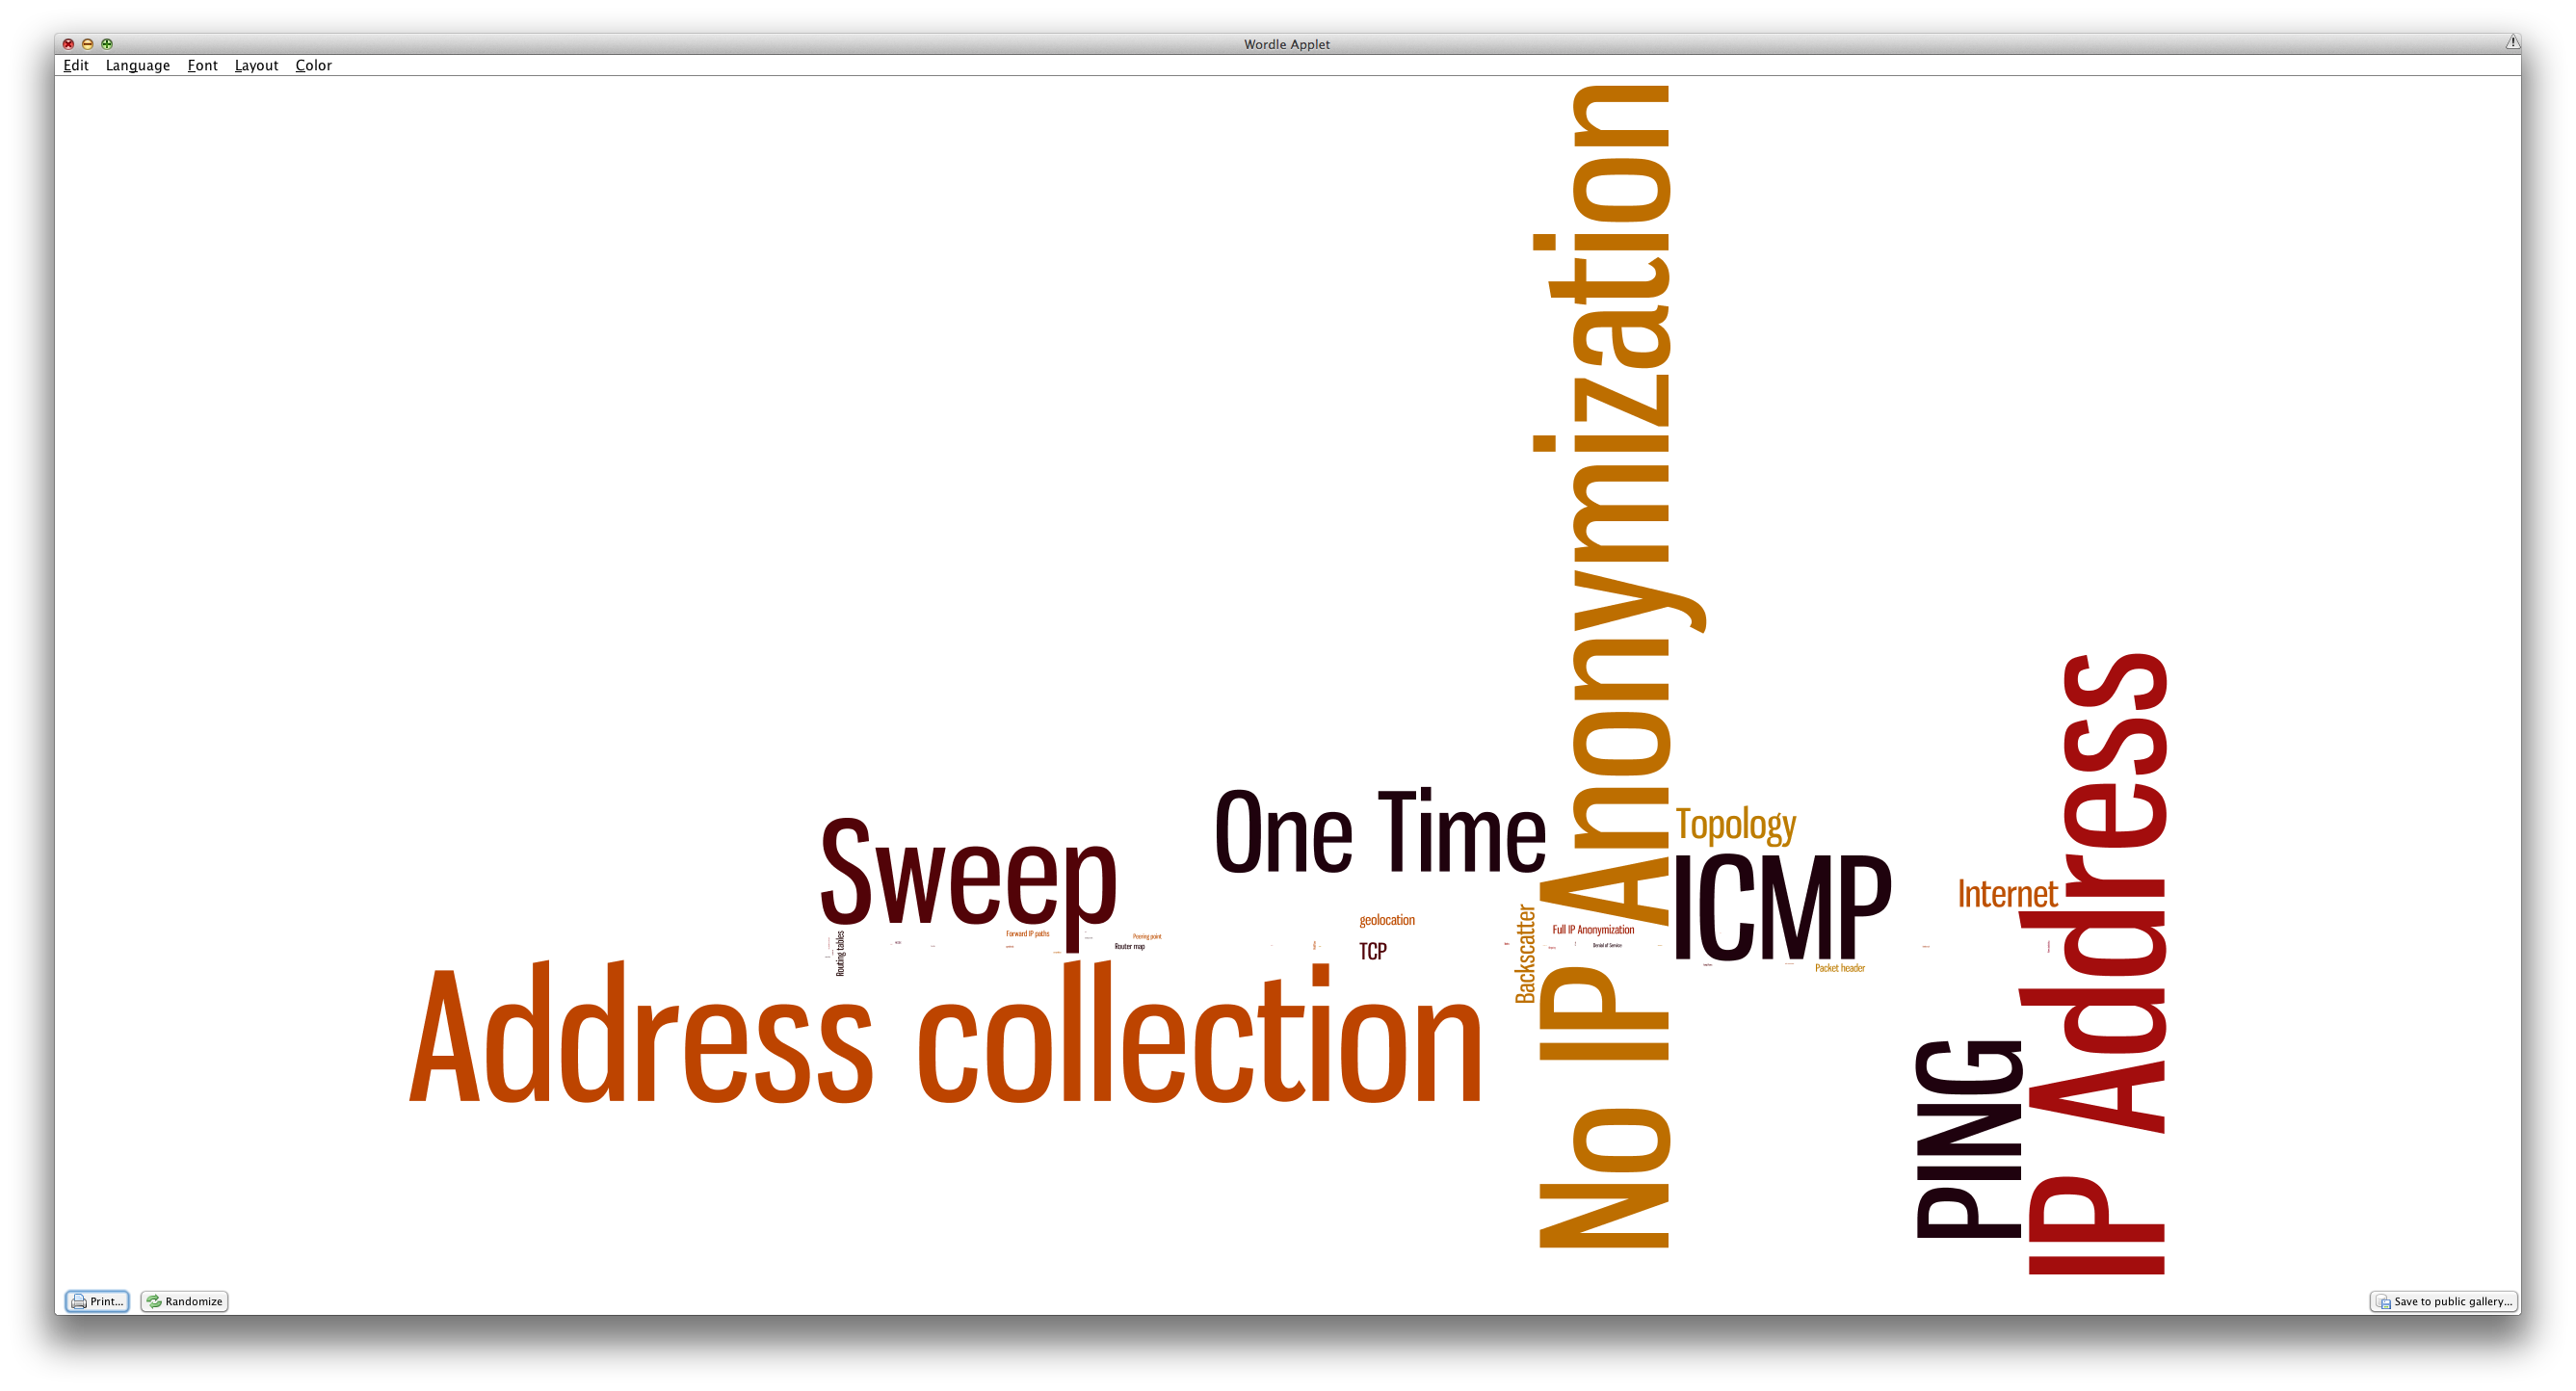 Wordle Applet
Edit Language Font Layout Color
No IP Anonymization
IP Address
One Time
Topology
Sweep
ICMP
Internet
geolocation
Backscatter
Full IP Anonymization
Forward IP paths
Peering point
Routing tables
Router map
TCP
Denial of Service
Packet header
Address collection
PING
Print...
Randomize
Save to public gallery...